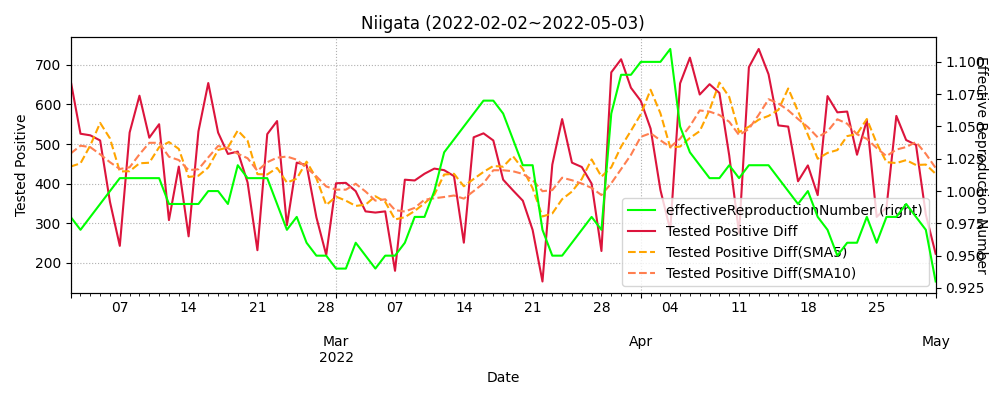 Niigata (2022-02-02~2022-05-03)
Tested Positive
700
600
500
400
300
200
1.100
1.075
1.050
1.025
1.000
0.975
0.950
0.925
Effective Reproduction Number
effectiveReproductionNumber (right)
Tested Positive Diff
Tested Positive Diff(SMA5)
Tested Positive Diff(SMA10)
07 14 21 28 07 14 21 28 04 11 18 25
Mar Apr May
2022
Date